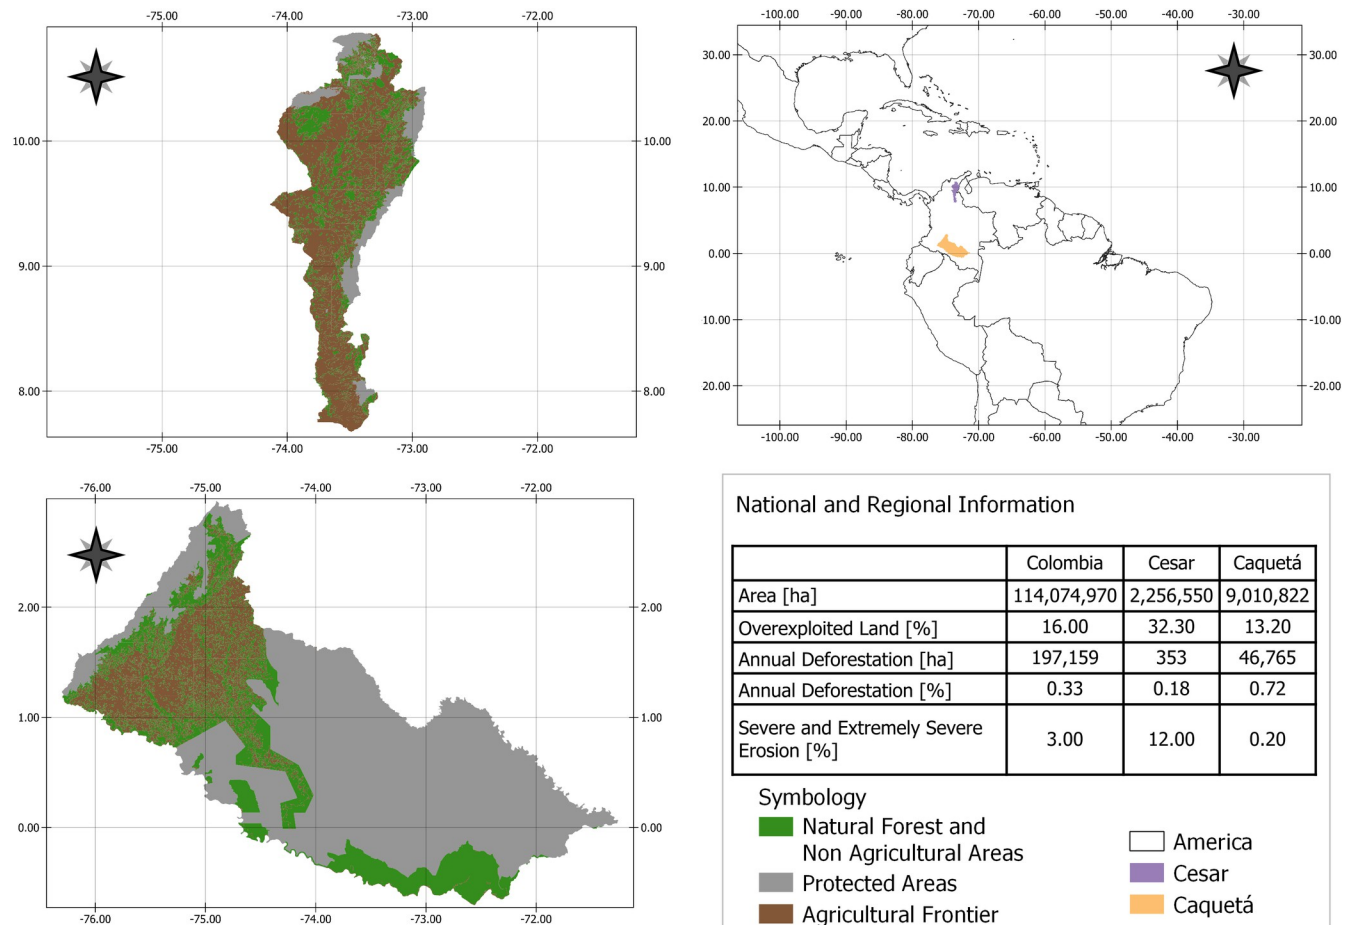 -75.00 -74.00 -73.00 -72.00
10.00 10.00
9.00 9.00
8.00 8.00
-75.00 -74.00 -73.00 -72.00
-100.00 -90.00 -80.00 -70.00 -60.00 -50.00 -40.00 -30.00
30.00 30.00
20.00 20.00
10.00 10.00
0.00 0.00
10.00 -10.00
20.00 -20.00
-100.00 -90.00 -80.00 -70.00 -60.00 -50.00 -40.00 -30.00
-76.00 -75.00 -74.00 -73.00 -72.00
2.00 2.00
1.00 1.00
0.00 0.00
-76.00 -75.00 -74.00 -73.00 -72.00
National and Regional Information
Colombia Cesar Caquetá
Area [ha] 114,074,970 2,256,550 9,010,822
Overexploited Land [%] 16.00 32.30 13.20
Annual Deforestation [ha] 197,159 353 46,765
Annual Deforestation [%] 0.33 0.18 0.72
Severe and Extremely Severe
Erosion [%] 3.00 12.00 0.20
Symbology
Natural Forest and
Non Agricultural Areas
Protected Areas
Agricultural Frontier
America
Cesar
Caquetá